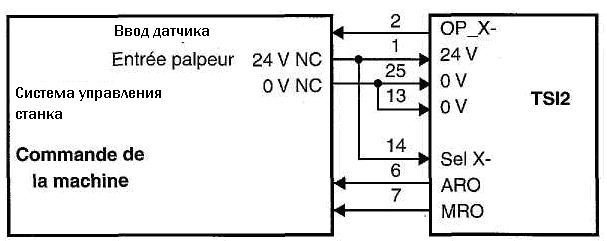 Ввод датчика
2
OP_X-
Entrée palpeur
24 V NC
1
24 V
0 V NC
25
0 V
Система управления
станка
13
0 V
TSI2
Commande de
la machine
14
Sel X-
6
ARO
7
MRO